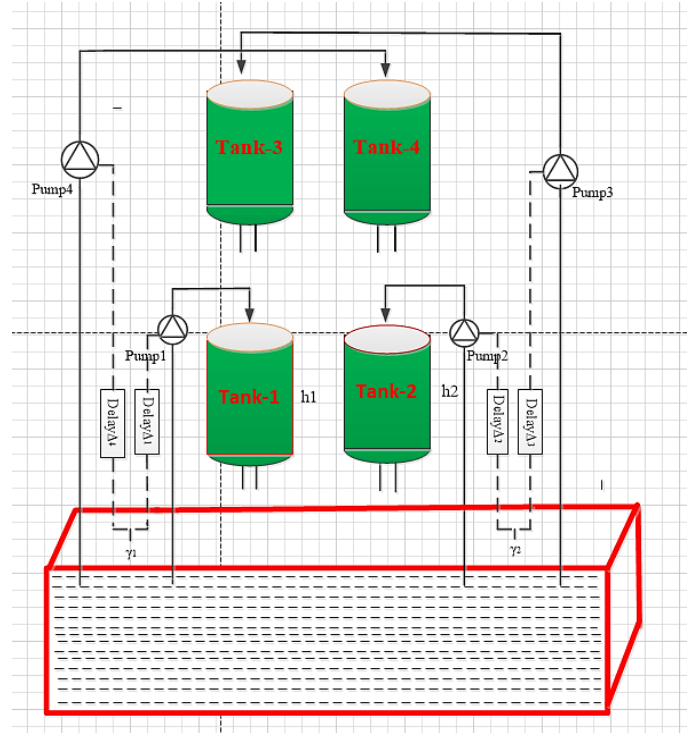 Tank-3
Tank-4
Pump4
Pump3
Pump1
Pump2
Tank-1
h1
Tank-2
h2
DelayΔ4
DelayΔ1
DelayΔ2
DelayΔ3
γ1
γ2